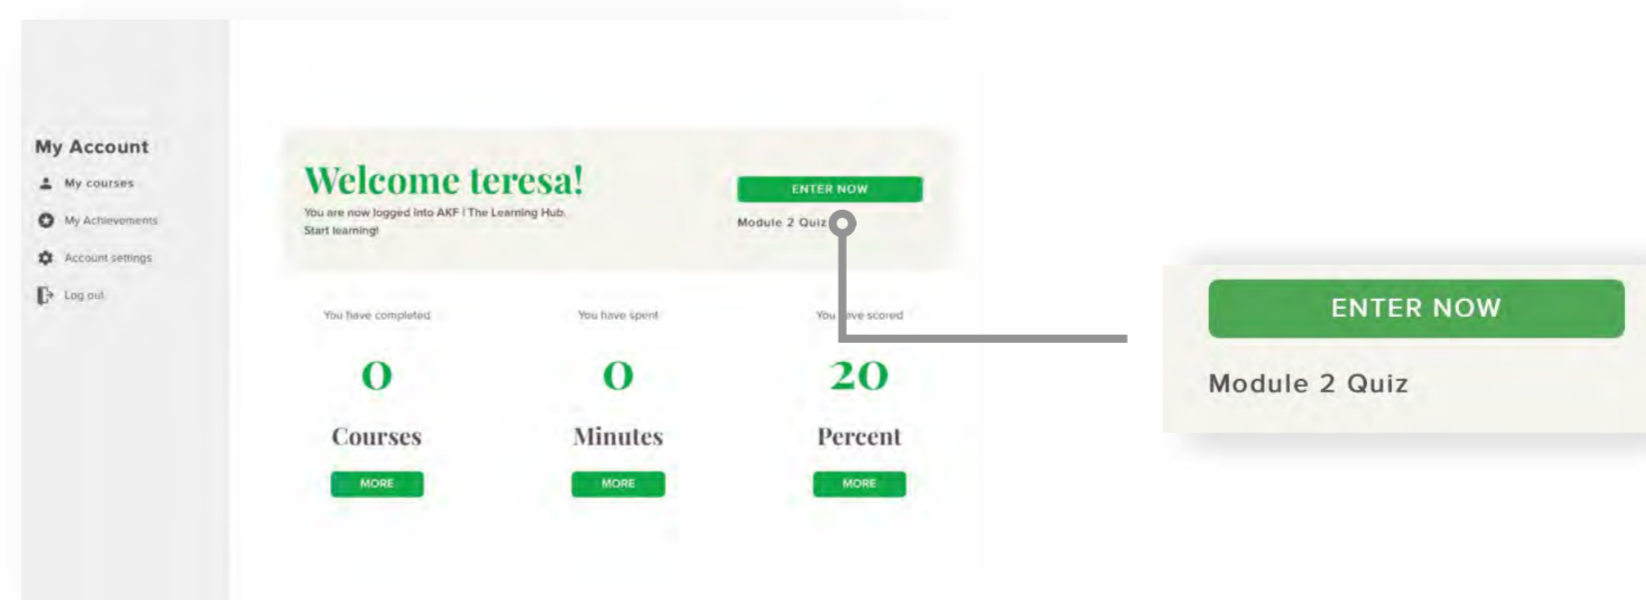 My Account
My courses
My Achievements
Account settings
Log out
Welcome teresa!
You are now logged into AKF | The Learning Hub.
Start learning!
ENTER NOW
Module 2 Quiz
You have completed
0
Courses
MORE
You have spent
0
Minutes
MORE
You have scored
20
Percent
MORE
ENTER NOW
Module 2 Quiz